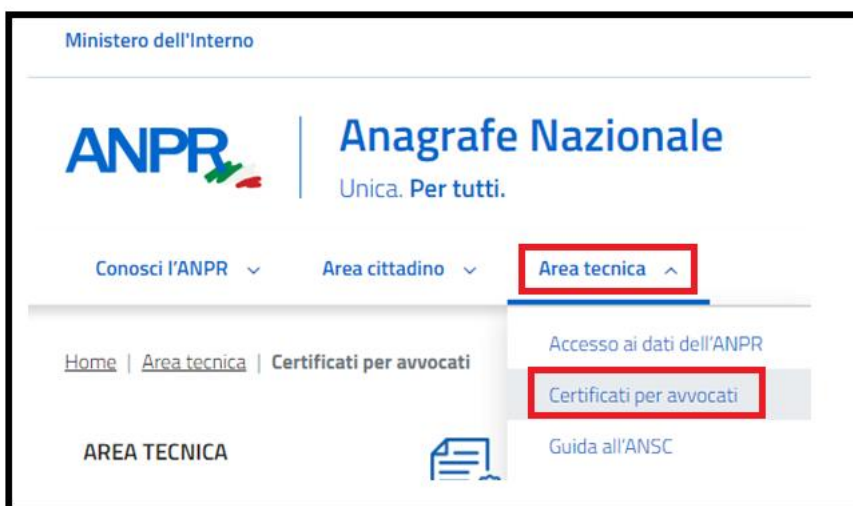 Ministero dell'Interno
ANPR
Anagrafe Nazionale
Unica. Per tutti.
Conosci l'ANPR Area cittadino Area tecnica
Accesso ai dati dell'ANPR
Home | Area tecnica | Certificati per avvocati
Certificati per avvocati
AREA TECNICA
Guida all'ANSC